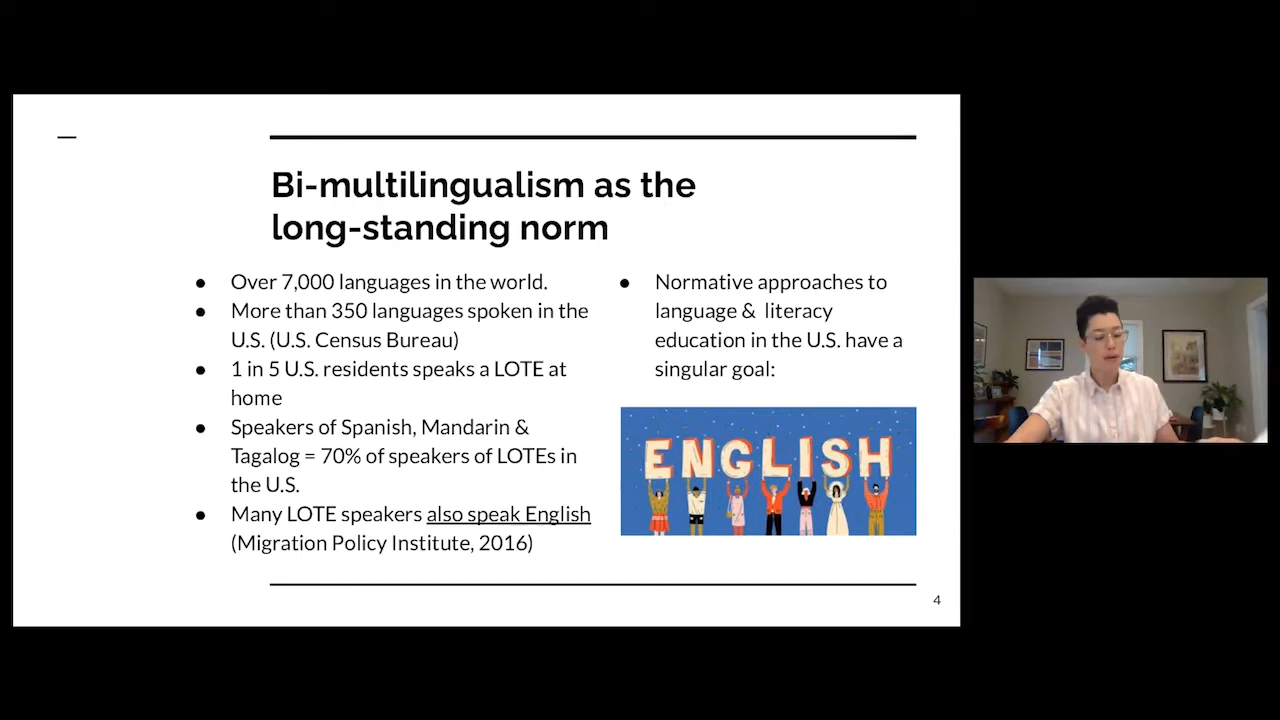 Bi-multilingualism as the
long-standing norm
● Over 7,000 languages in the world.
● More than 350 languages spoken in the
U.S. (U.S. Census Bureau)
● 1 in 5 U.S. residents speaks a LOTE at
home
● Speakers of Spanish, Mandarin &
Tagalog = 70% of speakers of LOTEs in
the U.S.
● Many LOTE speakers also speak English
(Migration Policy Institute, 2016)
● Normative approaches to
language & literacy
education in the U.S. have a
singular goal:
ENGLISH
4